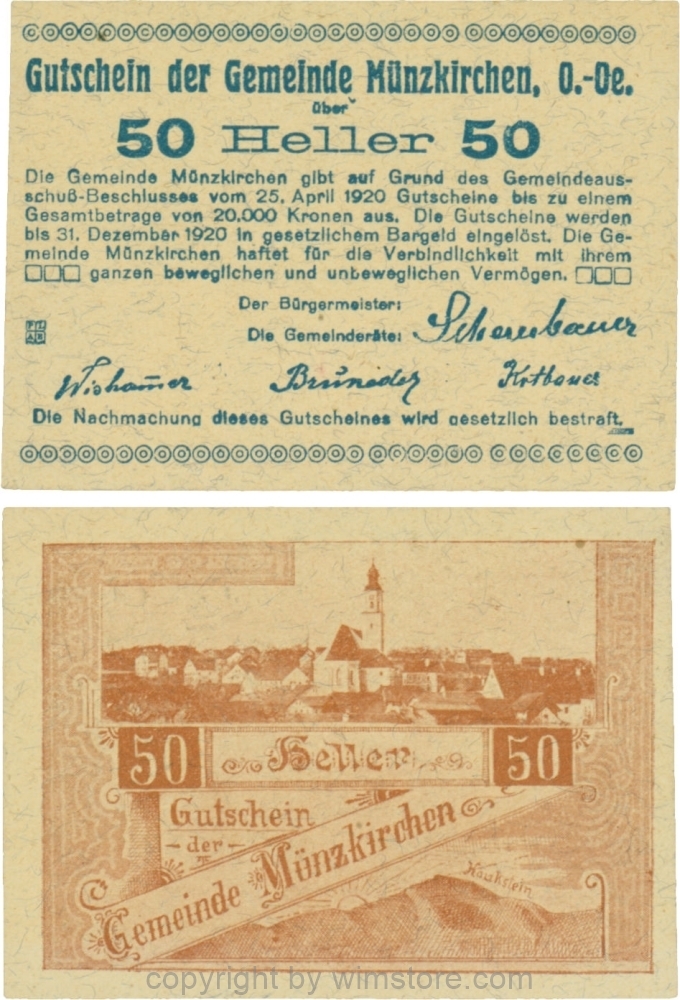 Gutschein der Gemeinde Münzkirchen, O.-Oe.
über
50 Heller 50
Die Gemeinde Münzkirchen gibt auf Grund des Gemeindeaus-
schuß-Beschlusses vom 25. April 1920 Gutscheine bis zu einem
Gesamtbetrage von 20.000 Kronen aus. Die Gutscheine werden
bis 31. Dezember 1920 in gesetzlichem Bargeld eingelöst. Die Ge-
meinde Münzkirchen haftet für die Verbindlichkeit mit ihrem
ganzen beweglichen und unbeweglichen Vermögen.
Der Bürgermeister:
Die Gemeinderäte:
Die Nachmachung dieses Gutscheines wird gesetzlich bestraft.
50 Heller 50
Gutschein
- der -
Gemeinde Münzkirchen
copyright by wimstore.com